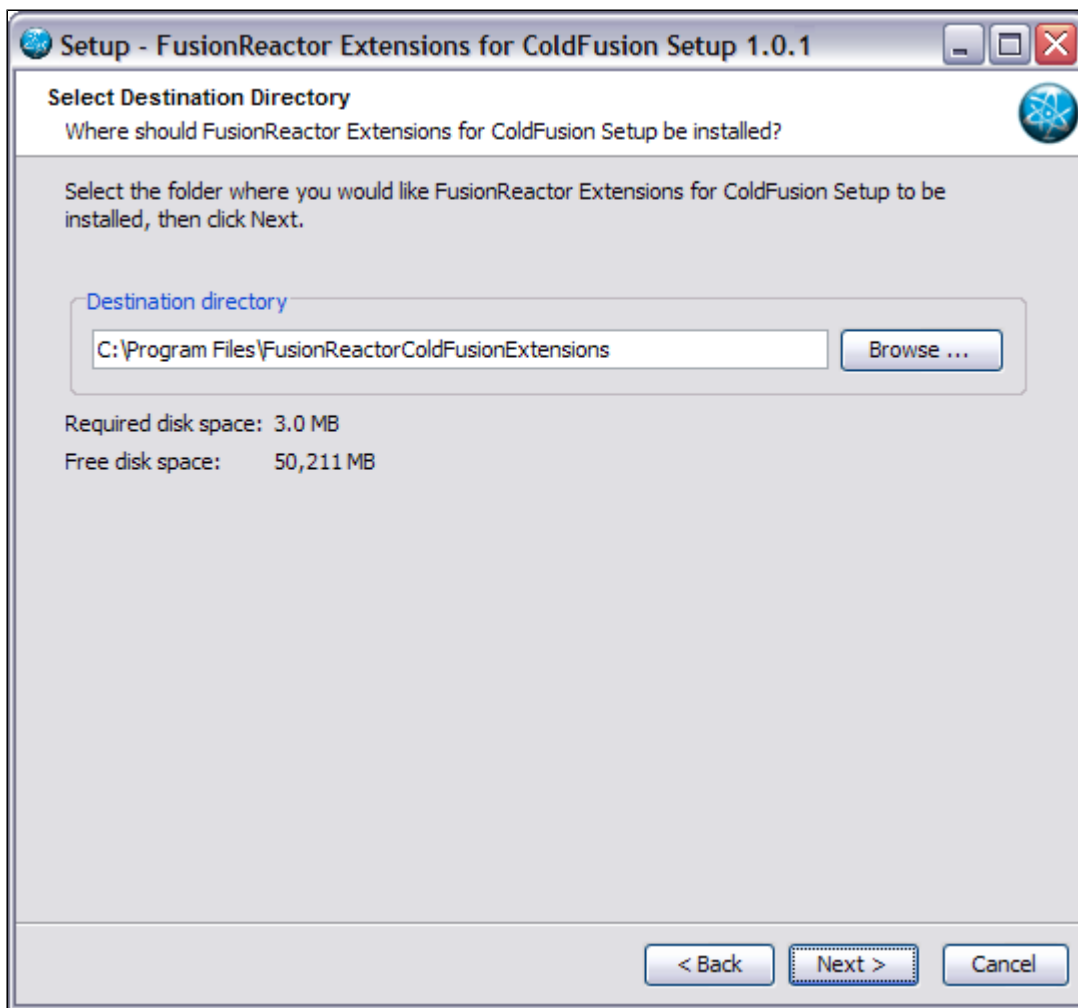 Setup - FusionReactor Extensions for ColdFusion Setup 1.0.1
Select Destination Directory
Where should FusionReactor Extensions for ColdFusion Setup be installed?
Select the folder where you would like FusionReactor Extensions for ColdFusion Setup to be
installed, then click Next.
Destination directory
C:\Program Files\FusionReactorColdFusionExtensions
Browse ...
Required disk space: 3.0 MB
Free disk space: 50,211 MB
< Back Next > Cancel